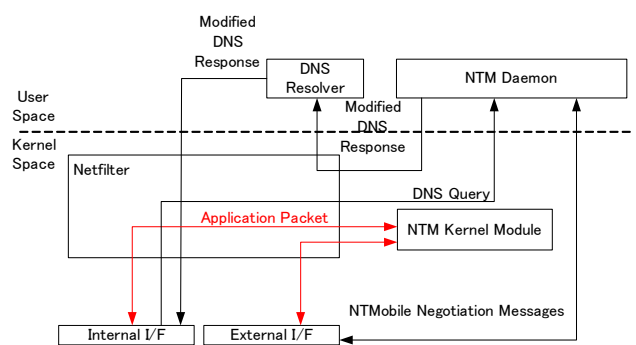 Modified
DNS
Response
DNS
Resolver
NTM Daemon
User
Space
Modified
DNS
Response
Kernel
Space
Netfilter
DNS Query
Application Packet
NTM Kernel Module
NTMobile Negotiation Messages
Internal I/F
External I/F